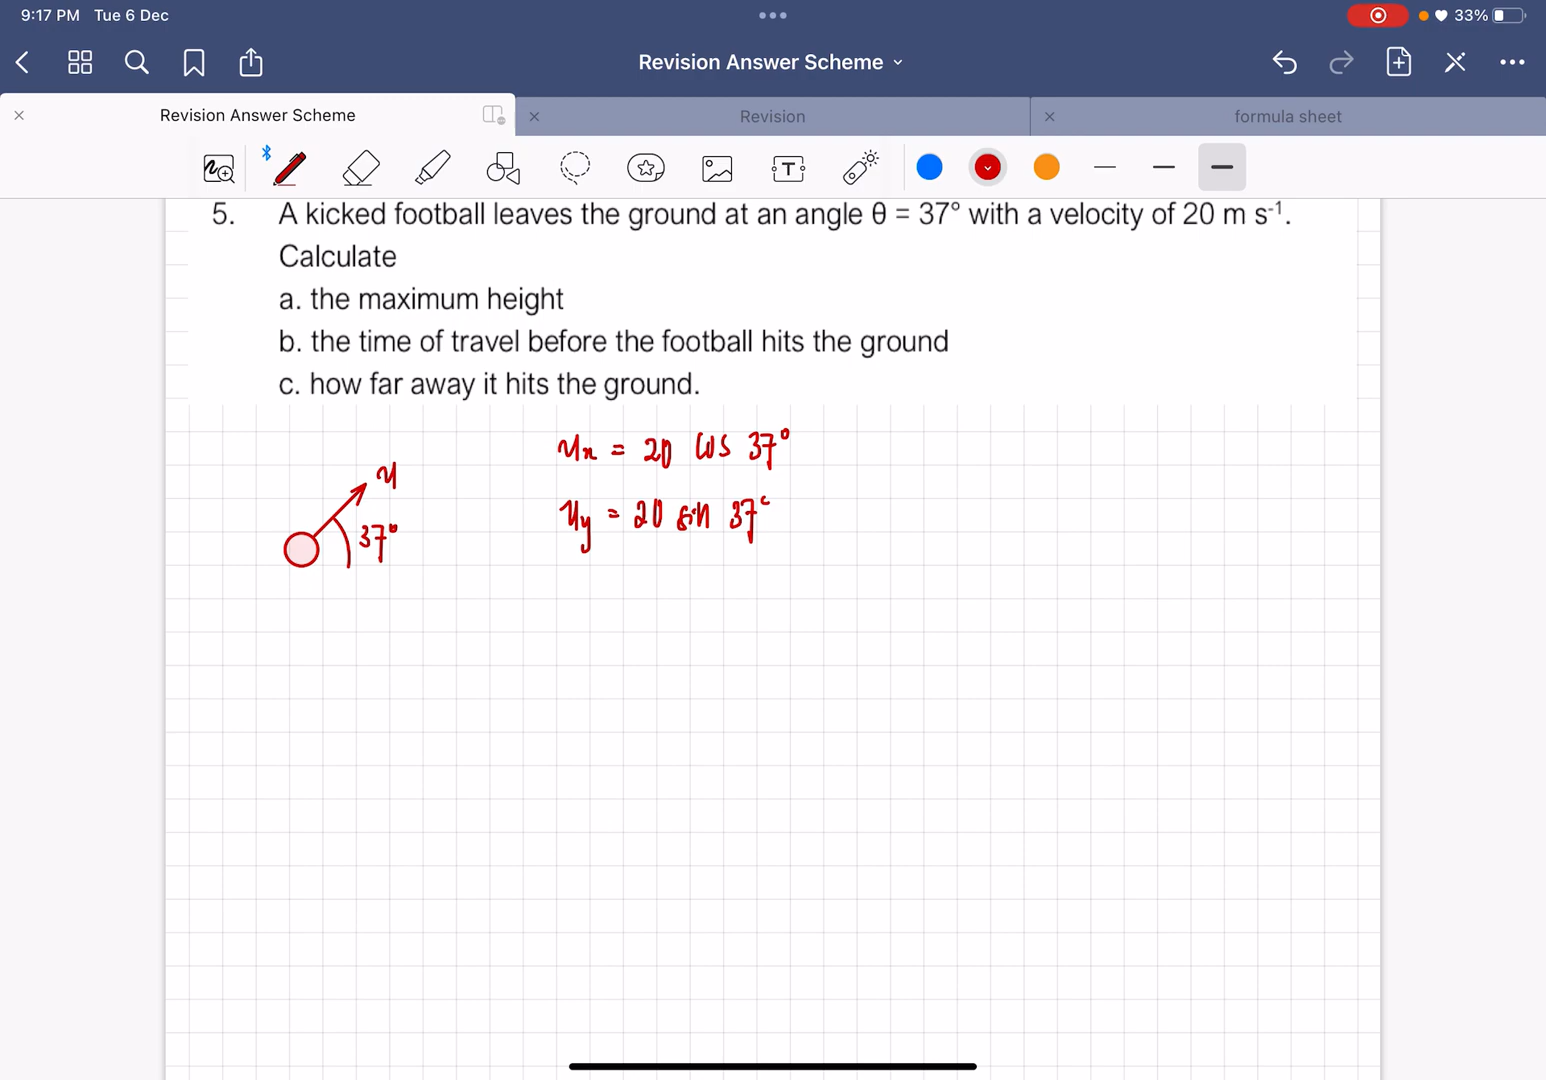 9:17 PM Tue 6 Dec
33%
Revision Answer Scheme
Revision Answer Scheme
Revision
formula sheet
T
5. A kicked football leaves the ground at an angle θ = 37° with a velocity of 20 m s⁻¹.
Calculate
a. the maximum height
b. the time of travel before the football hits the ground
c. how far away it hits the ground.
u
37°
uₓ = 20 cos 37°
u_y = 20 sin 37°